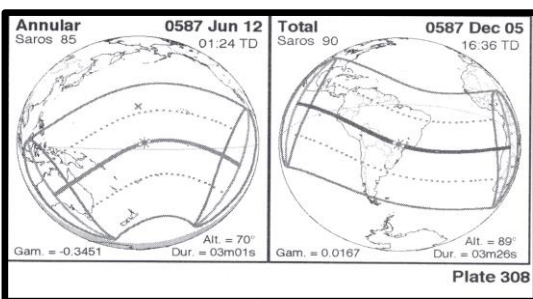 Annular 0587 Jun 12
Saros 85 01:24 TD
Alt. = 70°
Gam. = -0.3451 Dur. = 03m01s
Total 0587 Dec 05
Saros 90 16:36 TD
Alt. = 89°
Gam. = 0.0167 Dur. = 03m26s
Plate 308